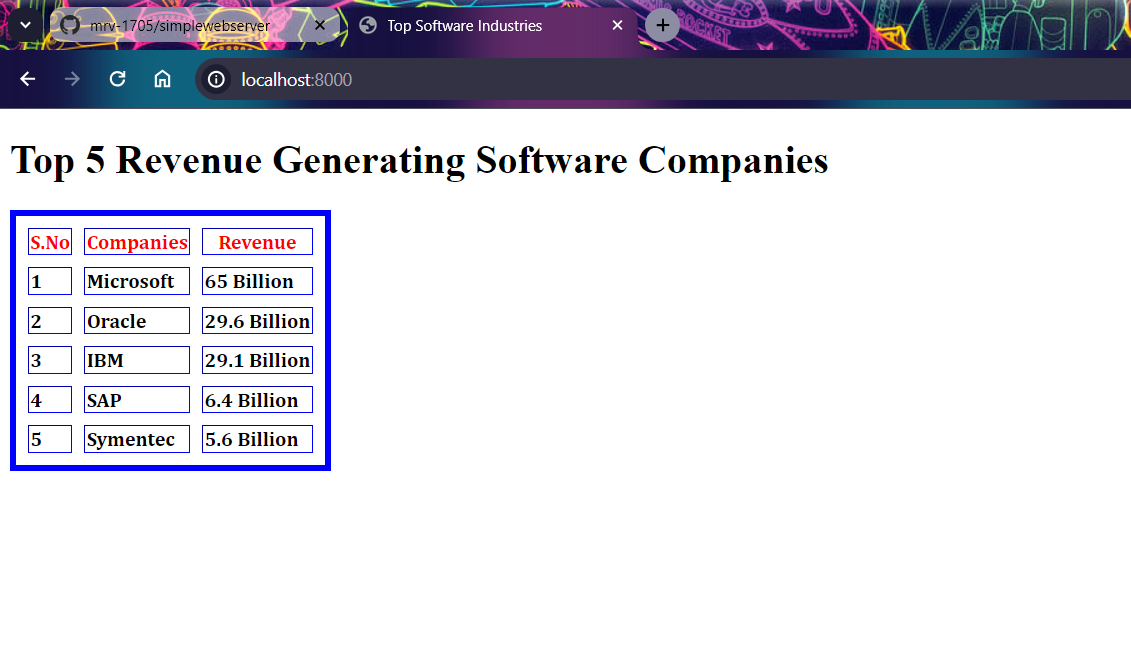 mrv-1705/simplewebserver
Top Software Industries
localhost:8000
Top 5 Revenue Generating Software Companies
S.No Companies Revenue
1 Microsoft 65 Billion
2 Oracle 29.6 Billion
3 IBM 29.1 Billion
4 SAP 6.4 Billion
5 Symentec 5.6 Billion